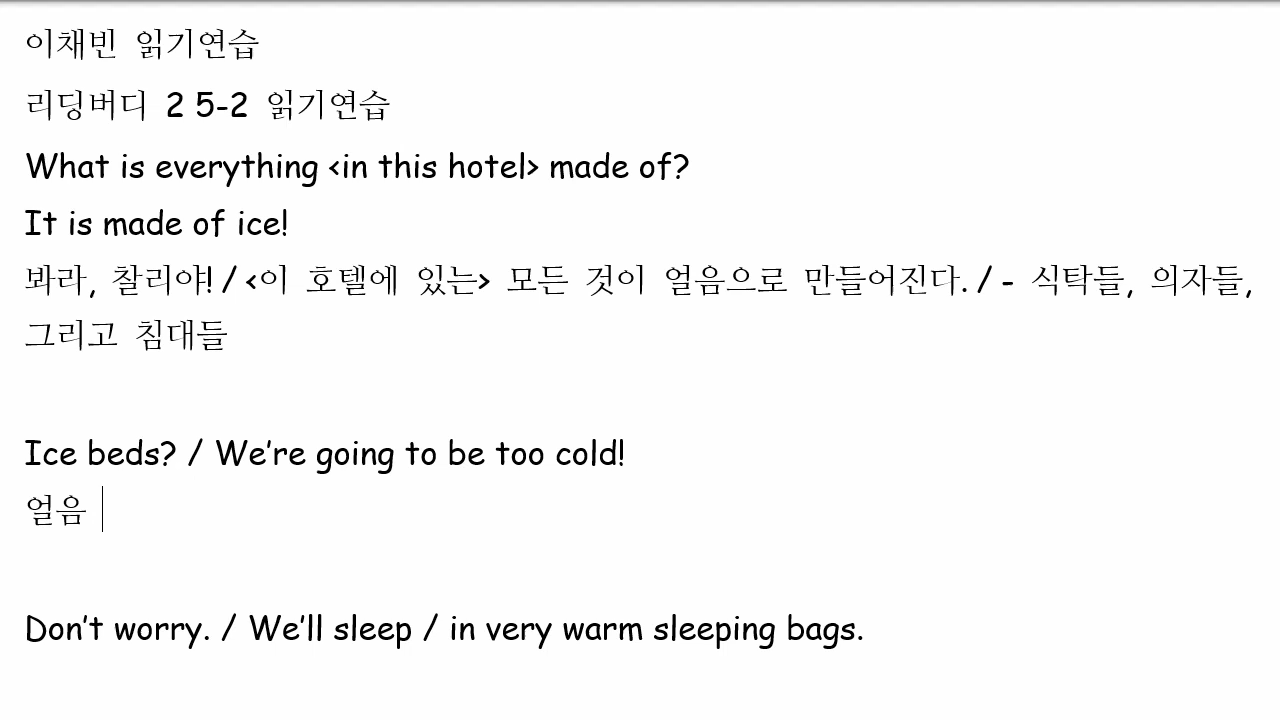 이채빈 읽기연습
리딩버디 2 5-2 읽기연습
What is everything <in this hotel> made of?
It is made of ice!
봐라, 찰리야! / <이 호텔에 있는> 모든 것이 얼음으로 만들어진다. / - 식탁들, 의자들,
그리고 침대들
Ice beds? / We’re going to be too cold!
얼음
Don’t worry. / We’ll sleep / in very warm sleeping bags.